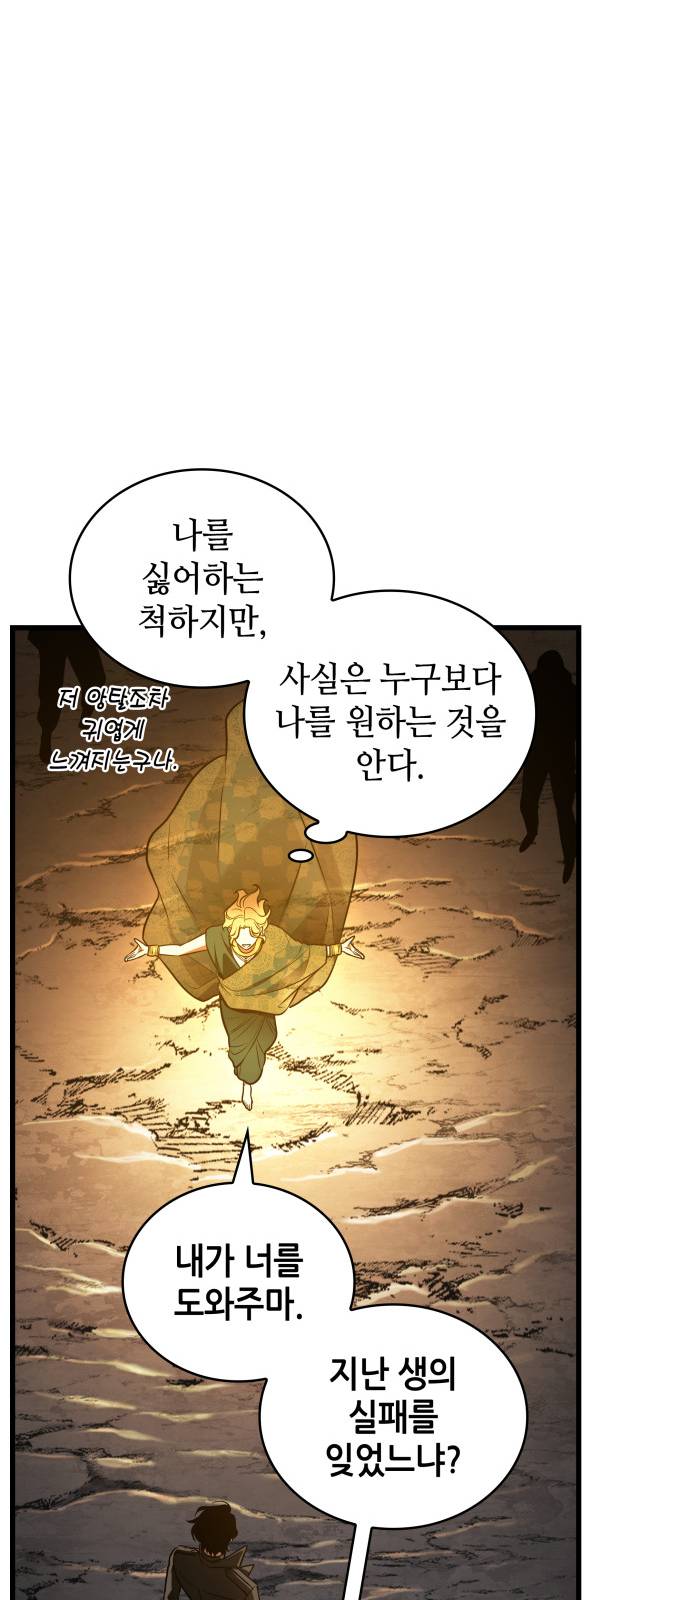 나를
싫어하는
척하지만,
사실은 누구보다
나를 원하는 것을
안다.
저 앙탈조차
귀엽게
느껴지는구나.
내가 너를
도와주마.
지난 생의
실패를
잊었느냐?